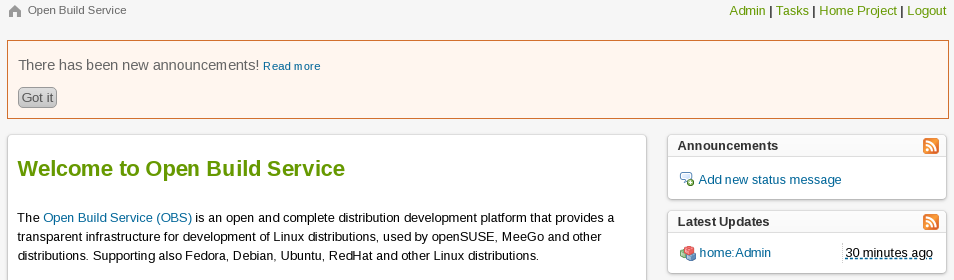 Open Build Service
Admin | Tasks | Home Project | Logout
There has been new announcements! Read more
Got it
Welcome to Open Build Service
The Open Build Service (OBS) is an open and complete distribution development platform that provides a
transparent infrastructure for development of Linux distributions, used by openSUSE, MeeGo and other
distributions. Supporting also Fedora, Debian, Ubuntu, RedHat and other Linux distributions.
Announcements
Add new status message
Latest Updates
home:Admin
30 minutes ago